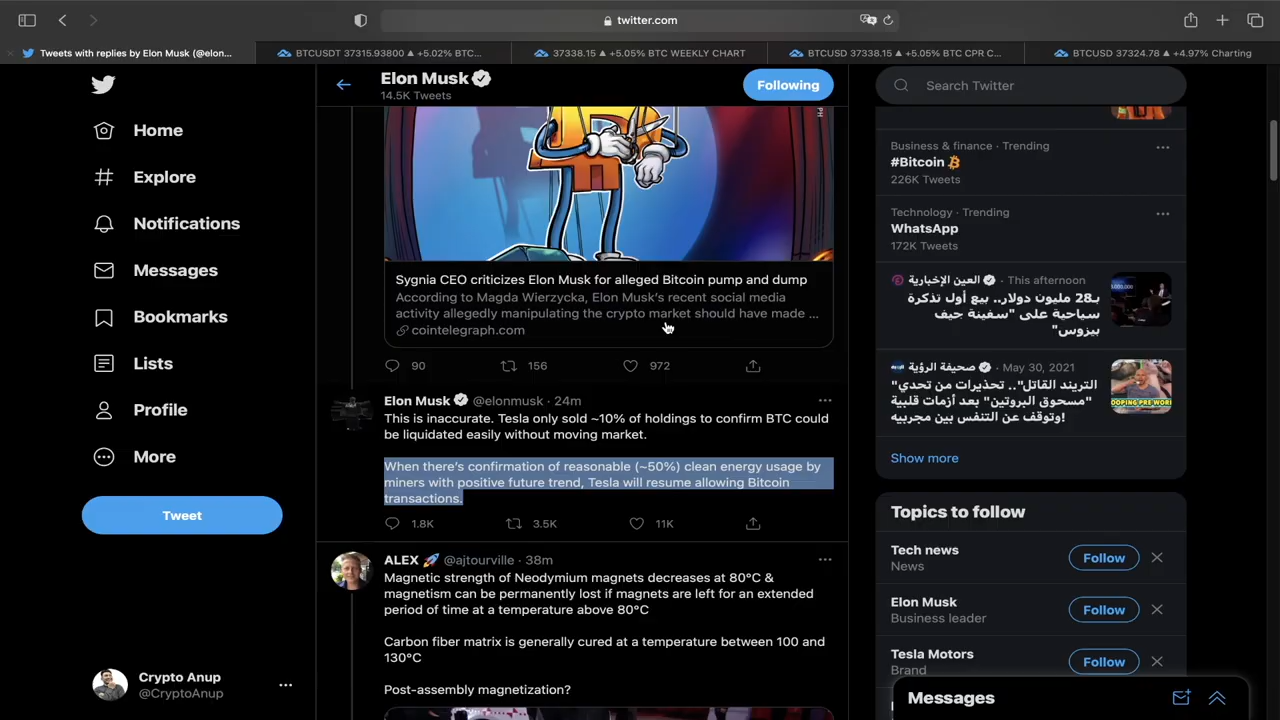 twitter.com
Tweets with replies by Elon Musk (@elon...
BTCUSDT 37315.93800 ▲ +5.02% BTC...
37338.15 ▲ +5.05% BTC WEEKLY CHART
BTCUSD 37338.15 ▲ +5.05% BTC CPR C...
BTCUSD 37324.78 ▲ +4.97% Charting
Home
Explore
Notifications
Messages
Bookmarks
Lists
Profile
More
Tweet
Crypto Anup
@CryptoAnup
Elon Musk
14.5K Tweets
Following
Sygnia CEO criticizes Elon Musk for alleged Bitcoin pump and dump
According to Magda Wierzycka, Elon Musk's recent social media
activity allegedly manipulating the crypto market should have made ...
cointelegraph.com
90 156 972
Elon Musk @elonmusk · 24m
This is inaccurate. Tesla only sold ~10% of holdings to confirm BTC could
be liquidated easily without moving market.
When there's confirmation of reasonable (~50%) clean energy usage by
miners with positive future trend, Tesla will resume allowing Bitcoin
transactions.
1.8K 3.5K 11K
ALEX 🚀 @ajtourville · 38m
Magnetic strength of Neodymium magnets decreases at 80°C &
magnetism can be permanently lost if magnets are left for an extended
period of time at a temperature above 80°C
Carbon fiber matrix is generally cured at a temperature between 100 and
130°C
Post-assembly magnetization?
Search Twitter
Business & finance · Trending
#Bitcoin
226K Tweets
Technology · Trending
WhatsApp
172K Tweets
العين الإخبارية · This afternoon
بـ28 مليون دولار.. بيع أول تذكرة
سياحية على "سفينة جيف
بيزوس"
صحيفة الرؤية · May 30, 2021
"التريند القاتل".. تحذيرات من تحدي
"مسحوق البروتين" بعد أزمات قلبية
وتوقف عن التنفس بين مجربيه!
Show more
Topics to follow
Tech news
News
Follow
Elon Musk
Business leader
Follow
Tesla Motors
Brand
Follow
Messages